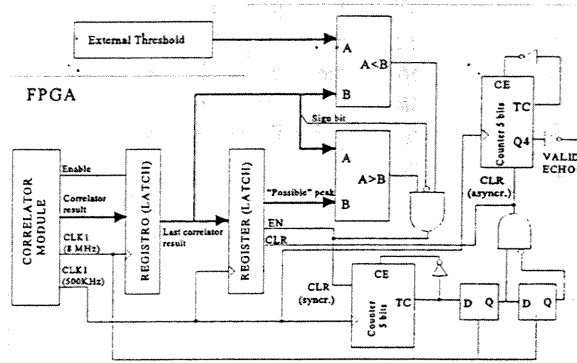 External Threshold
A
A<B
B
FPGA
CE
TC
Counter 5 bits
Q4
VALID
ECHO
Sign bit
A
A>B
B
CLR
(asyncr.)
CORRELATOR
MODULE
Enable
Correlator
result
CLK1
(8 MHz)
CLK1
(500KHz)
REGISTRO (LATCH)
Last correlator
result
REGISTER (LATCH)
"Possible" peak
EN
CLR
CLR
(syncr.)
CE
TC
Counter
5 bits
D Q
D Q